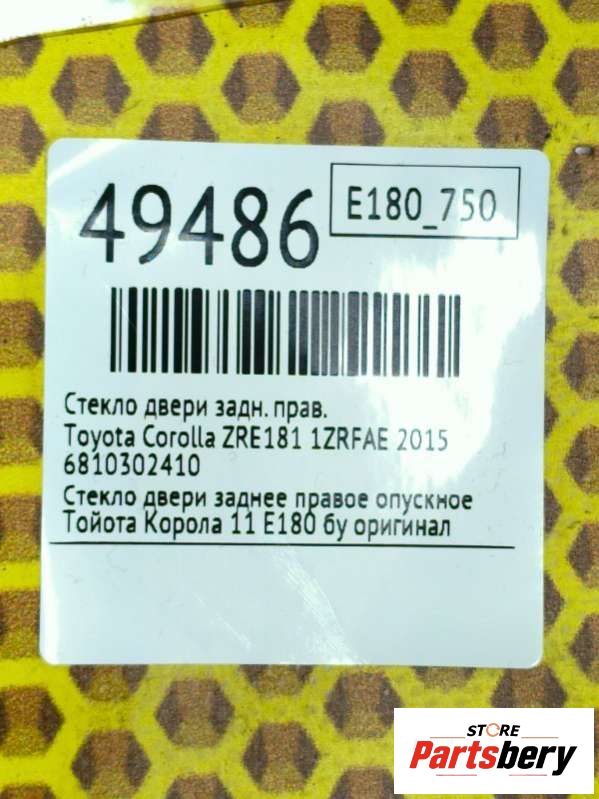 49486
E180_750
Стекло двери задн. прав.
Toyota Corolla ZRE181 1ZRFAE 2015
6810302410
Стекло двери заднее правое опускное
Тойота Корола 11 E180 бу оригинал
STORE
Partsbery